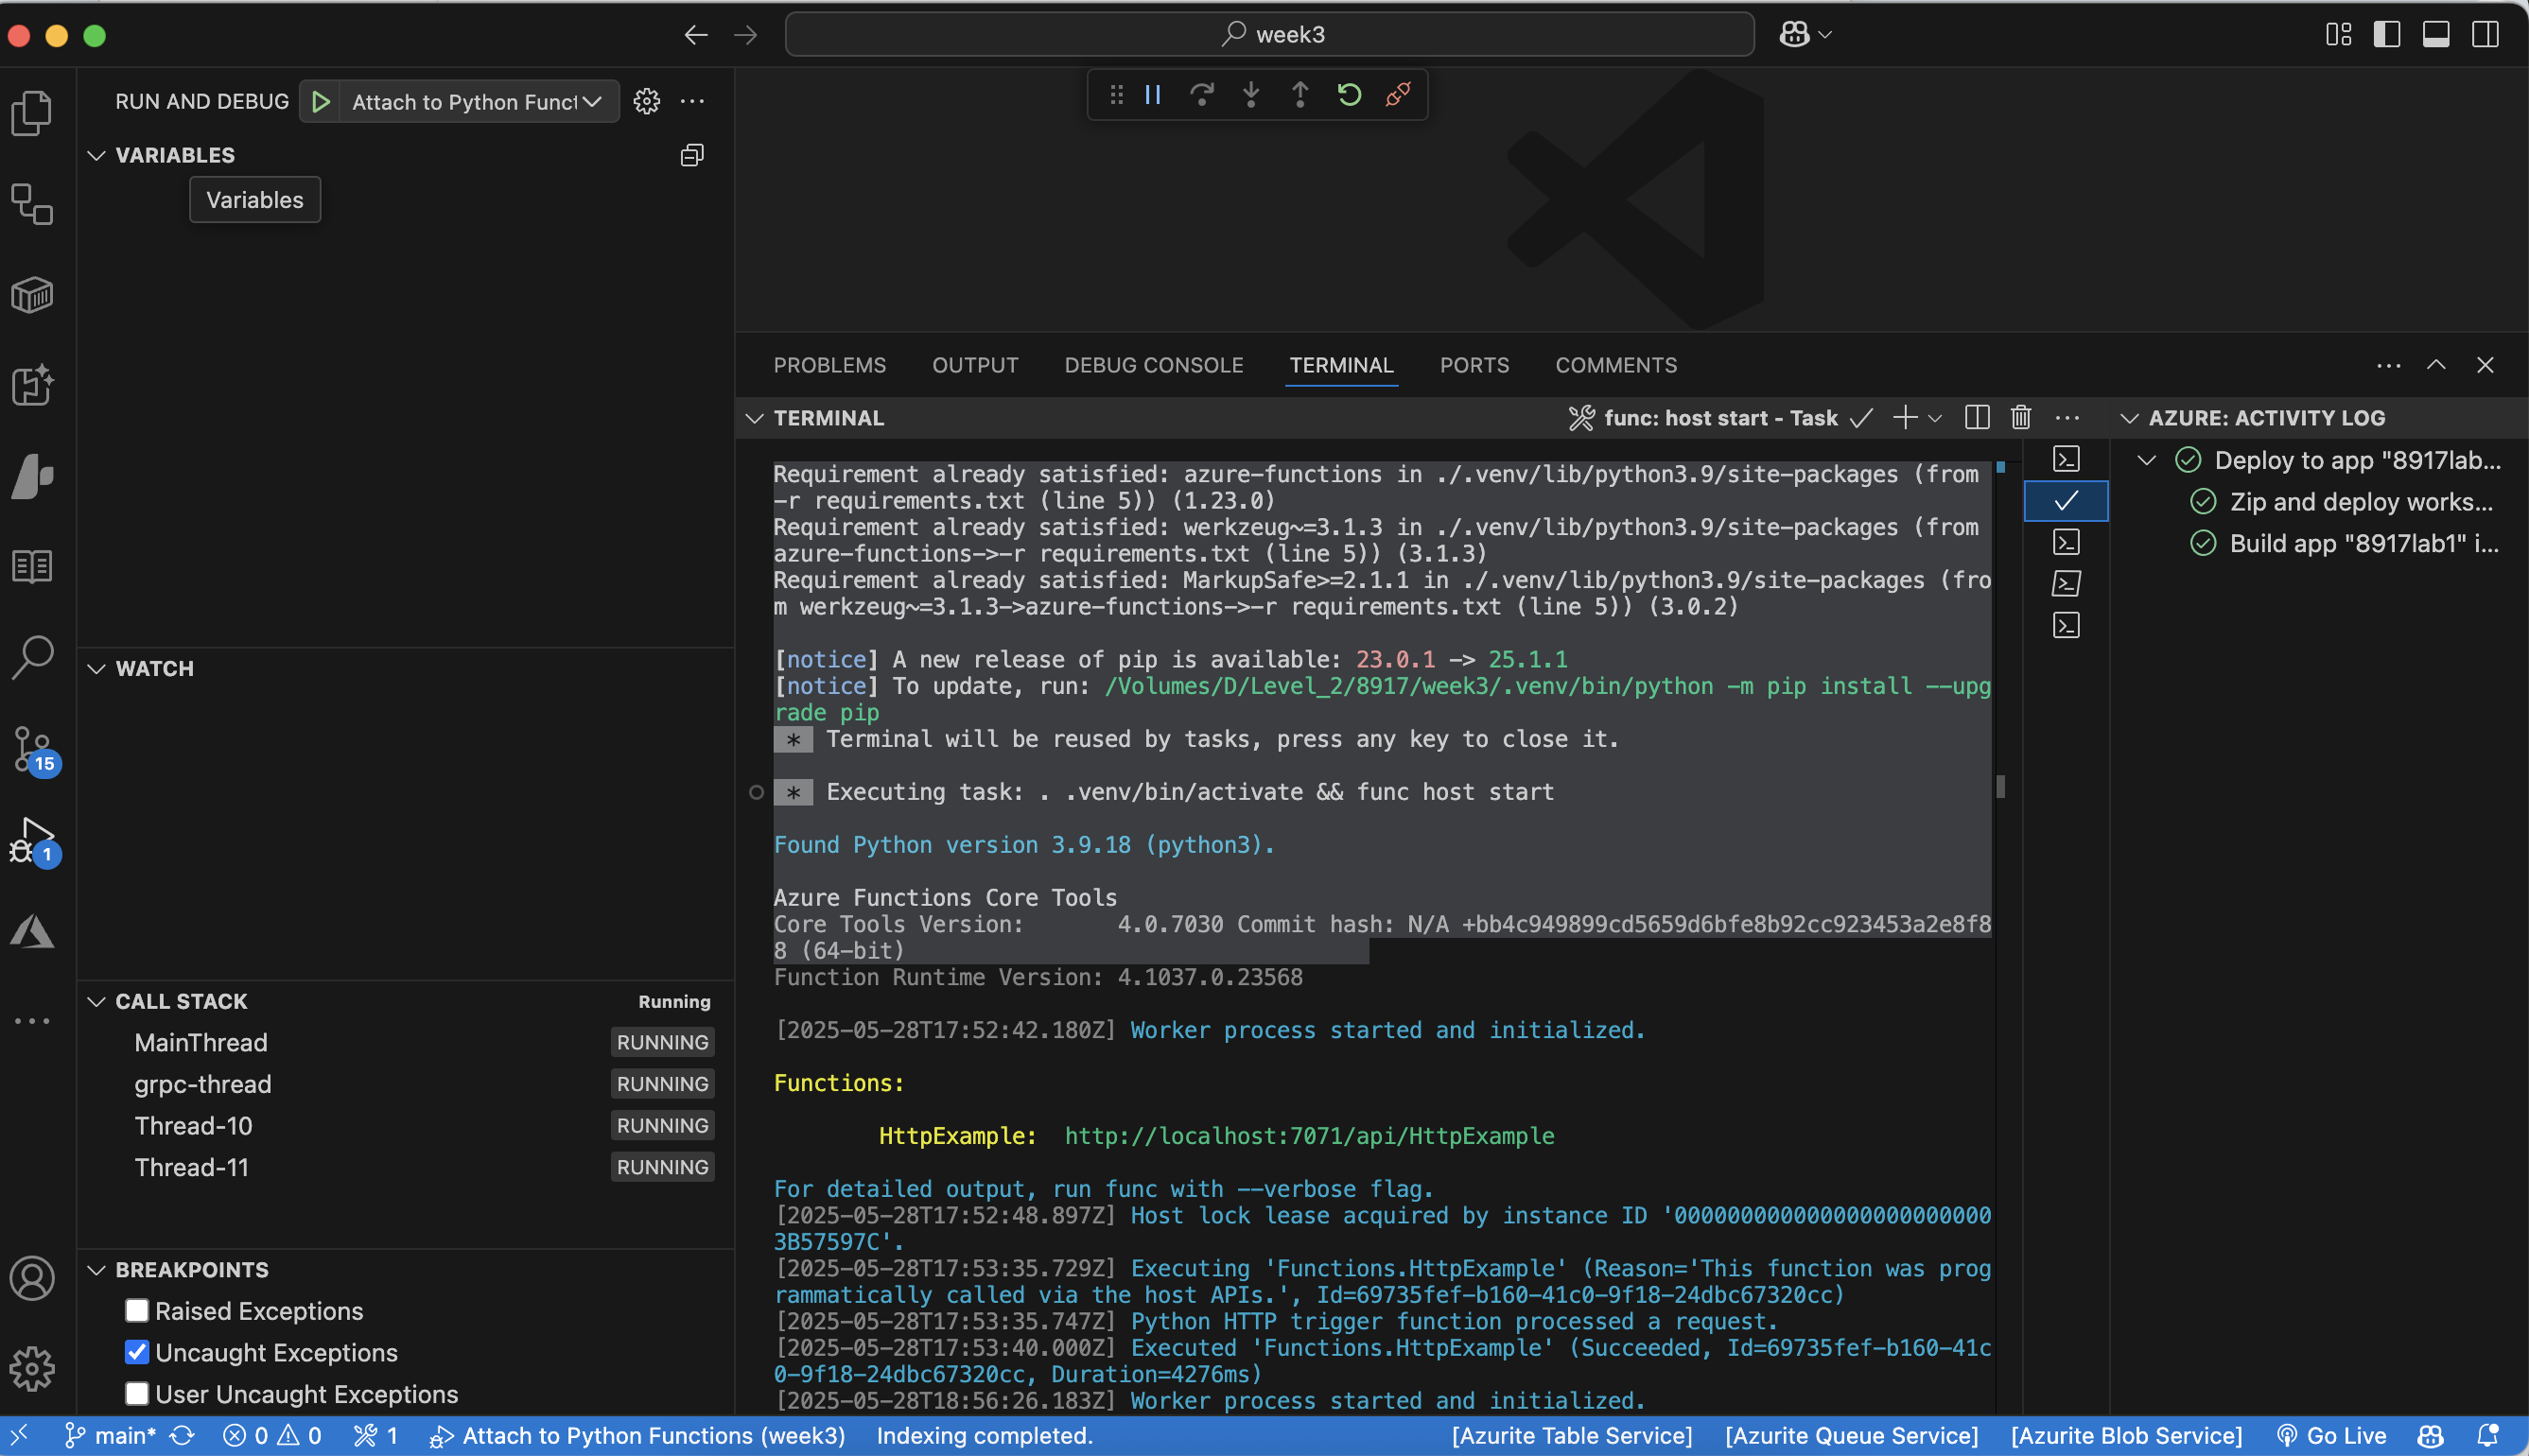 week3
RUN AND DEBUG
Attach to Python Funct
VARIABLES
Variables
WATCH
CALL STACK
Running
MainThread
RUNNING
grpc-thread
RUNNING
Thread-10
RUNNING
Thread-11
RUNNING
BREAKPOINTS
Raised Exceptions
Uncaught Exceptions
User Uncaught Exceptions
15
1
PROBLEMS
OUTPUT
DEBUG CONSOLE
TERMINAL
PORTS
COMMENTS
TERMINAL
func: host start - Task
Requirement already satisfied: azure-functions in ./.venv/lib/python3.9/site-packages (from
-r requirements.txt (line 5)) (1.23.0)
Requirement already satisfied: werkzeug~=3.1.3 in ./.venv/lib/python3.9/site-packages (from
azure-functions->-r requirements.txt (line 5)) (3.1.3)
Requirement already satisfied: MarkupSafe>=2.1.1 in ./.venv/lib/python3.9/site-packages (fro
m werkzeug~=3.1.3->azure-functions->-r requirements.txt (line 5)) (3.0.2)
[notice] A new release of pip is available: 23.0.1 -> 25.1.1
[notice] To update, run: /Volumes/D/Level_2/8917/week3/.venv/bin/python -m pip install --upg
rade pip
* Terminal will be reused by tasks, press any key to close it.
* Executing task: . .venv/bin/activate && func host start
Found Python version 3.9.18 (python3).
Azure Functions Core Tools
Core Tools Version: 4.0.7030 Commit hash: N/A +bb4c949899cd5659d6bfe8b92cc923453a2e8f8
8 (64-bit)
Function Runtime Version: 4.1037.0.23568
[2025-05-28T17:52:42.180Z] Worker process started and initialized.
Functions:
HttpExample: http://localhost:7071/api/HttpExample
For detailed output, run func with --verbose flag.
[2025-05-28T17:52:48.897Z] Host lock lease acquired by instance ID '000000000000000000000000
3B57597C'.
[2025-05-28T17:53:35.729Z] Executing 'Functions.HttpExample' (Reason='This function was prog
rammatically called via the host APIs.', Id=69735fef-b160-41c0-9f18-24dbc67320cc)
[2025-05-28T17:53:35.747Z] Python HTTP trigger function processed a request.
[2025-05-28T17:53:40.000Z] Executed 'Functions.HttpExample' (Succeeded, Id=69735fef-b160-41c
0-9f18-24dbc67320cc, Duration=4276ms)
[2025-05-28T18:56:26.183Z] Worker process started and initialized.
AZURE: ACTIVITY LOG
Deploy to app "8917lab...
Zip and deploy works...
Build app "8917lab1" i...
main*
0
0
1
Attach to Python Functions (week3)
Indexing completed.
[Azurite Table Service]
[Azurite Queue Service]
[Azurite Blob Service]
Go Live